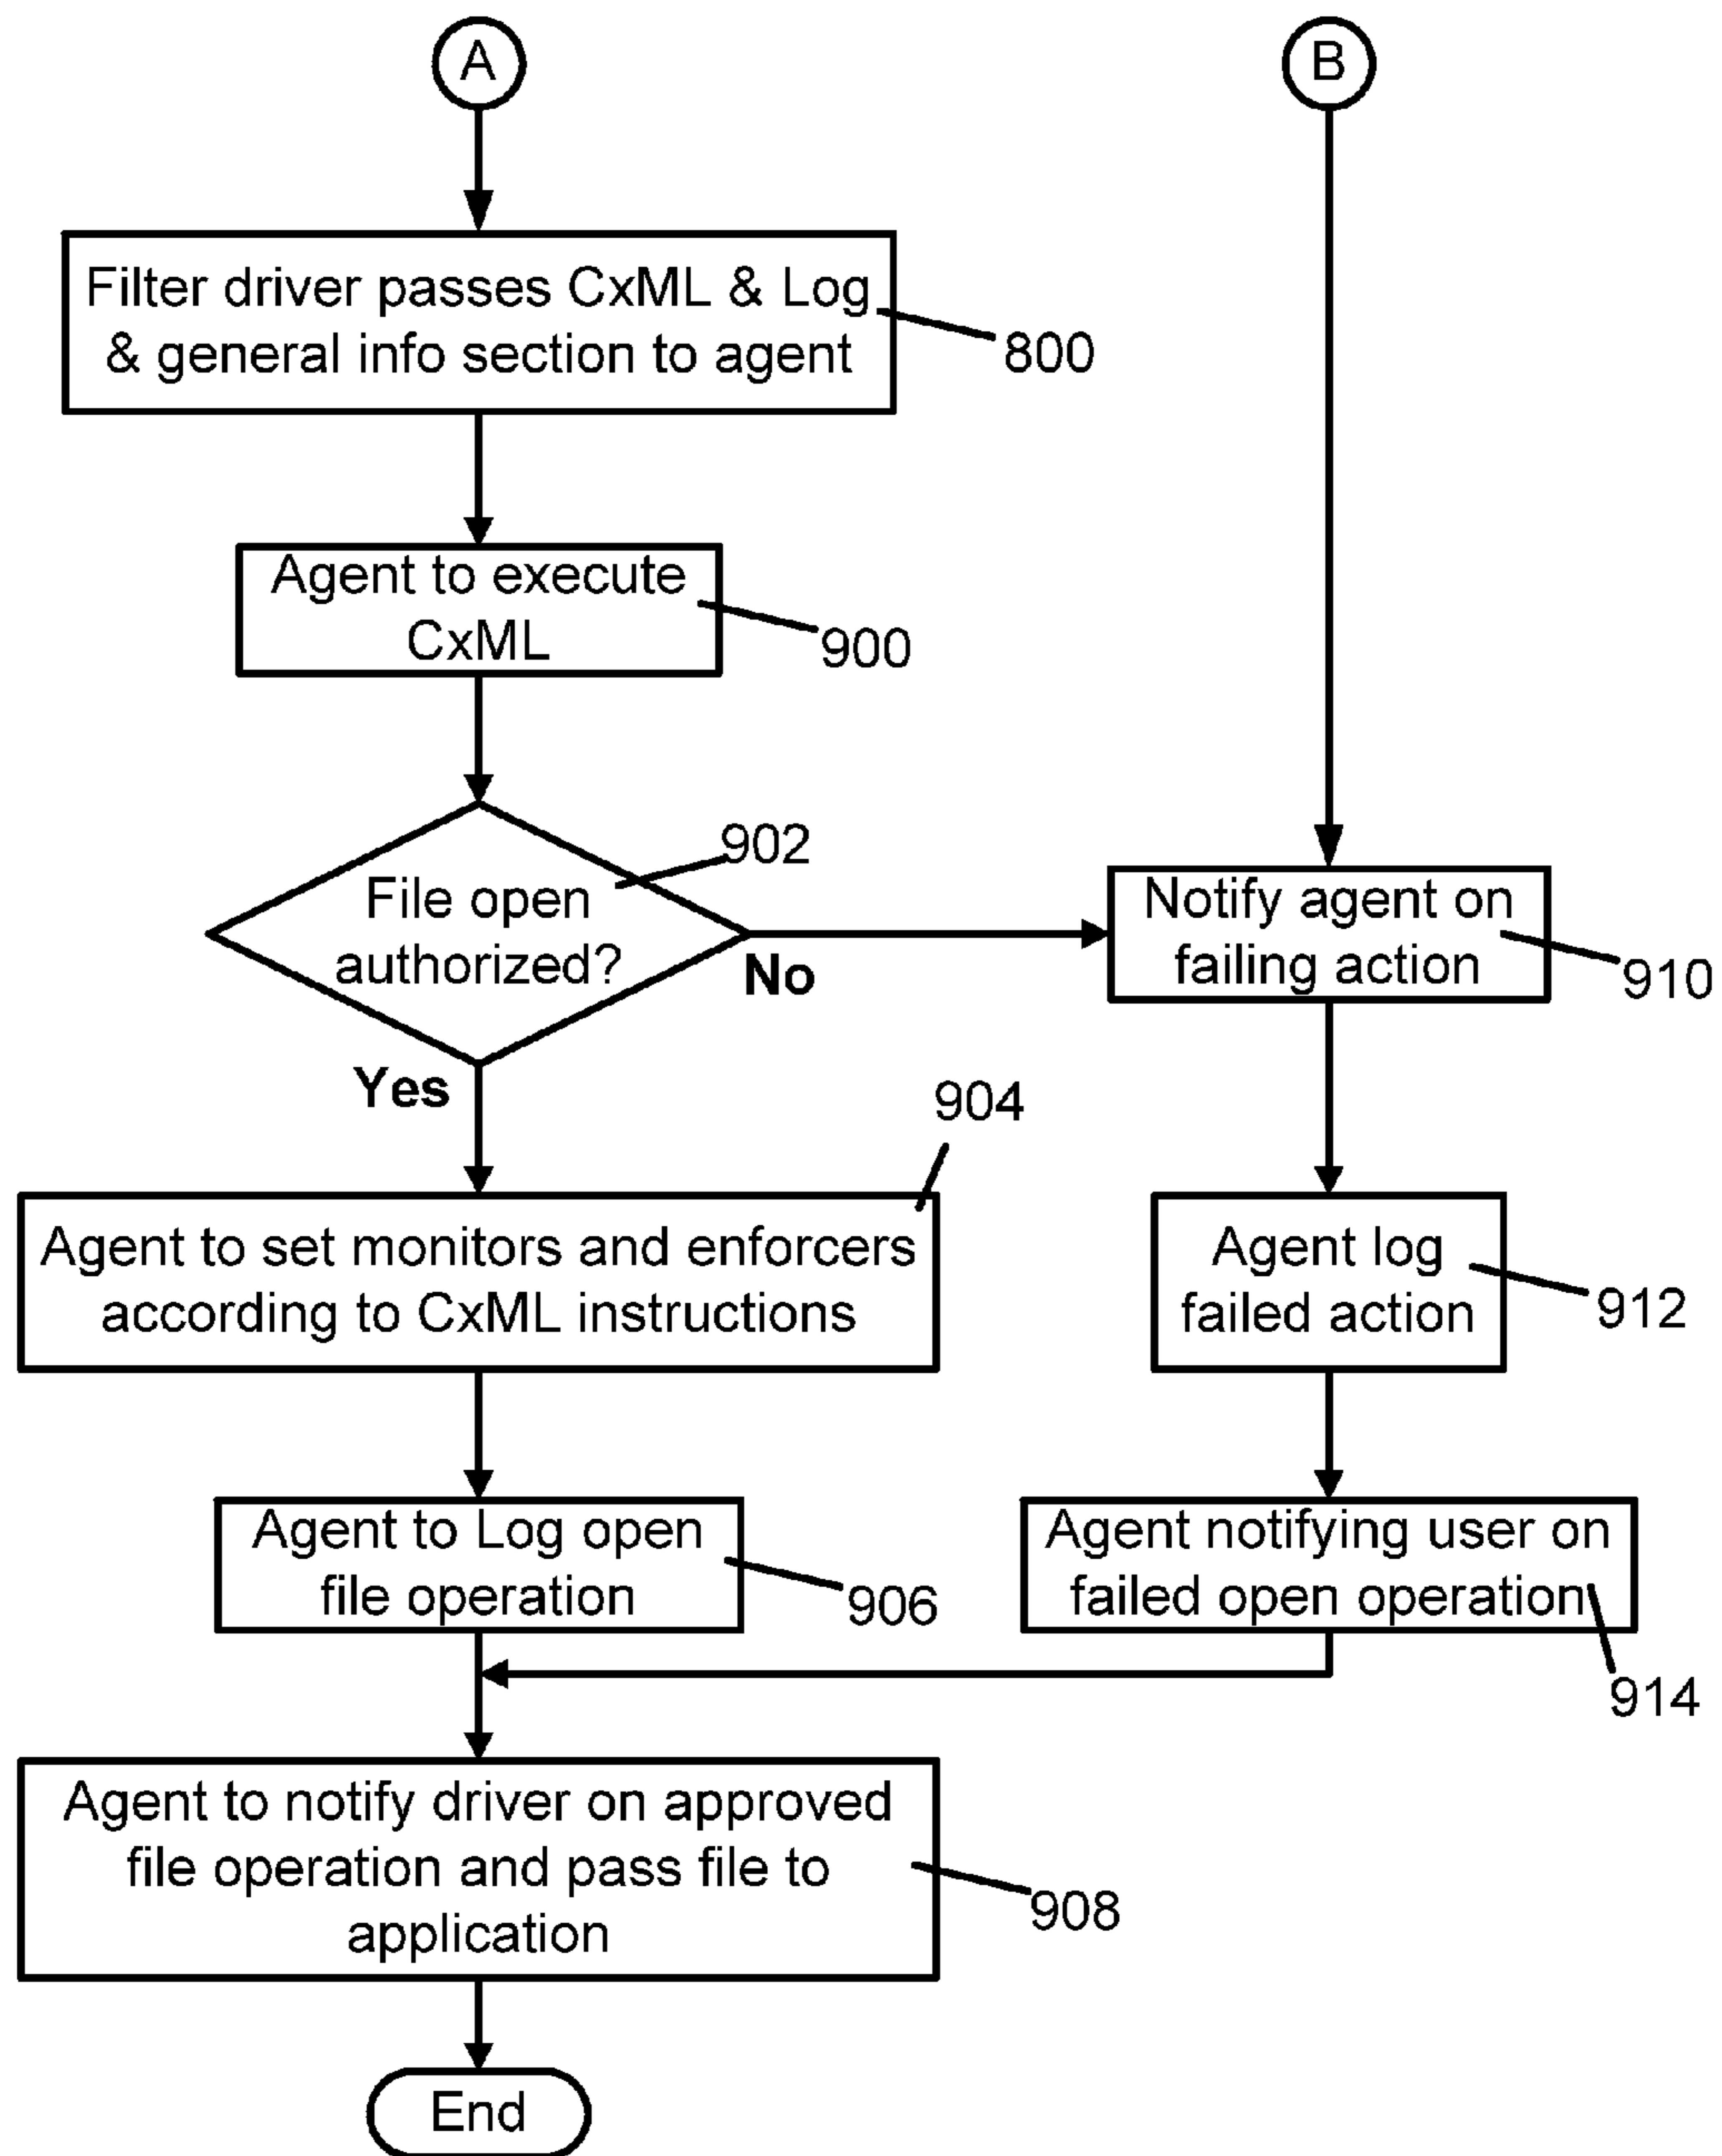 A
B
Filter driver passes CxML & Log
& general info section to agent
800
Agent to execute
CxML
900
902
File open
authorized?
No
Yes
Notify agent on
failing action
910
904
Agent to set monitors and enforcers
according to CxML instructions
Agent log
failed action
912
Agent to Log open
file operation
906
Agent notifying user on
failed open operation
914
Agent to notify driver on approved
file operation and pass file to
application
908
End